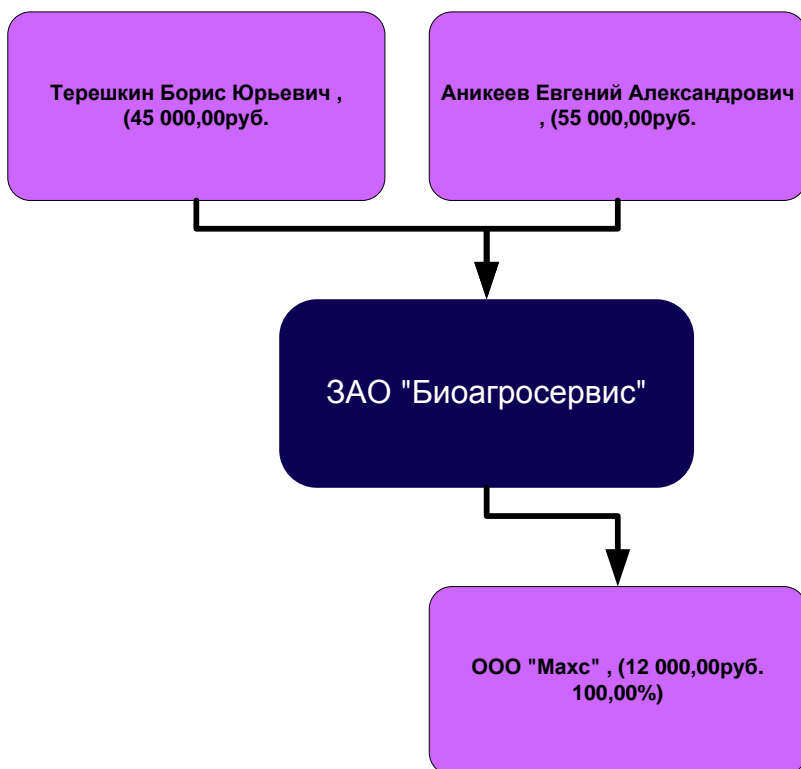 Терешкин Борис Юрьевич ,
(45 000,00руб.
Аникеев Евгений Александрович
, (55 000,00руб.
ЗАО "Биоагросервис"
ООО "Махс" , (12 000,00руб.
100,00%)